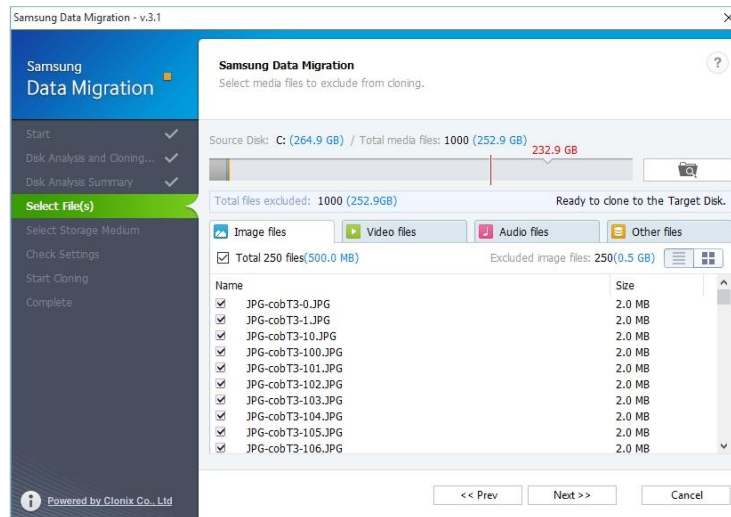 Samsung Data Migration - v.3.1
Samsung
Data Migration
Start
Disk Analysis and Cloning...
Disk Analysis Summary
Select File(s)
Select Storage Medium
Check Settings
Start Cloning
Complete
Powered by Clonix Co., Ltd
Samsung Data Migration
Select media files to exclude from cloning.
?
Source Disk: C: (264.9 GB) / Total media files: 1000 (252.9 GB)
232.9 GB
Total files excluded: 1000 (252.9GB) Ready to clone to the Target Disk.
Image files Video files Audio files Other files
Total 250 files(500.0 MB) Excluded image files: 250(0.5 GB)
Name Size
JPG-cobT3-0.JPG 2.0 MB
JPG-cobT3-1.JPG 2.0 MB
JPG-cobT3-10.JPG 2.0 MB
JPG-cobT3-100.JPG 2.0 MB
JPG-cobT3-101.JPG 2.0 MB
JPG-cobT3-102.JPG 2.0 MB
JPG-cobT3-103.JPG 2.0 MB
JPG-cobT3-104.JPG 2.0 MB
JPG-cobT3-105.JPG 2.0 MB
JPG-cobT3-106.JPG 2.0 MB
<< Prev Next >> Cancel